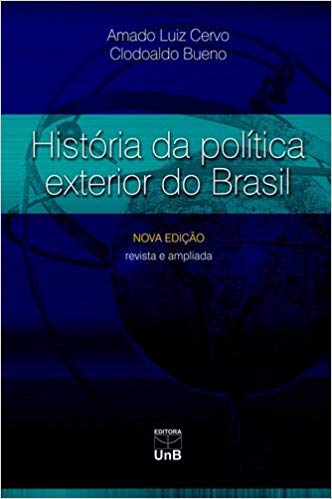 Amado Luiz Cervo
Clodoaldo Bueno
História da política
exterior do Brasil
NOVA EDIÇÃO
revista e ampliada
EDITORA
UnB